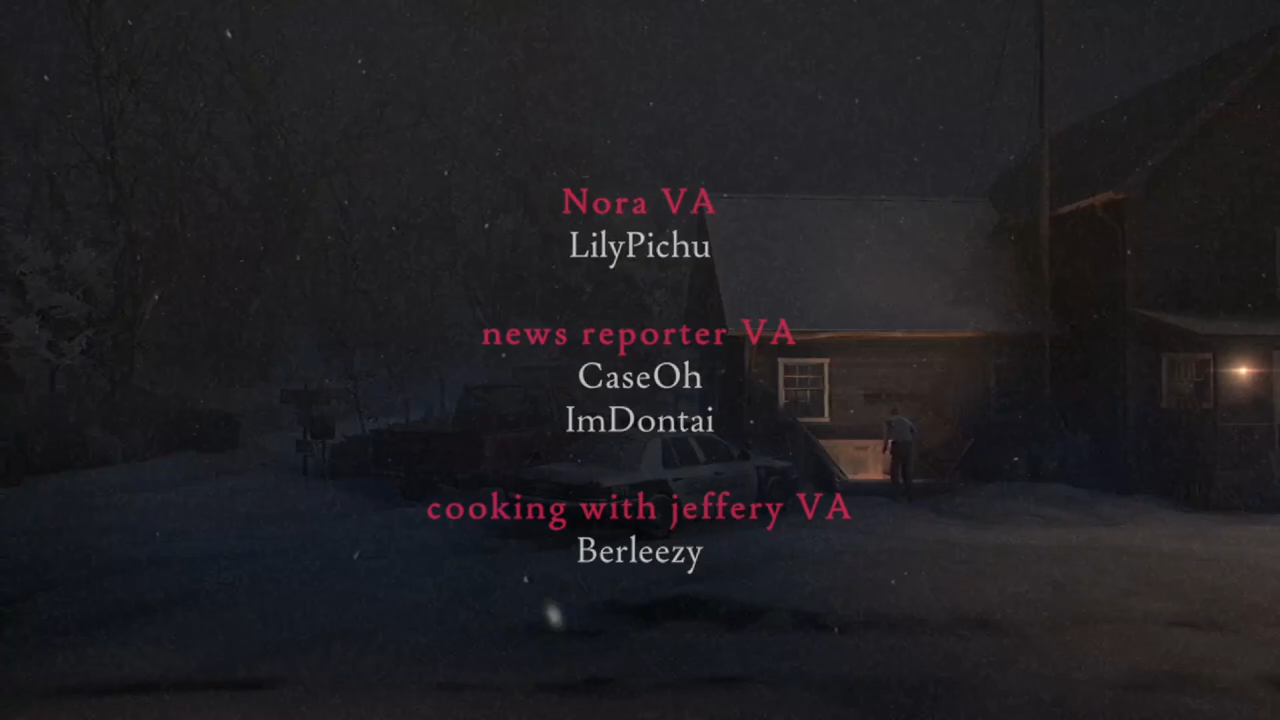 Nora VA
LilyPichu
news reporter VA
CaseOh
ImDontai
cooking with jeffery VA
Berleezy